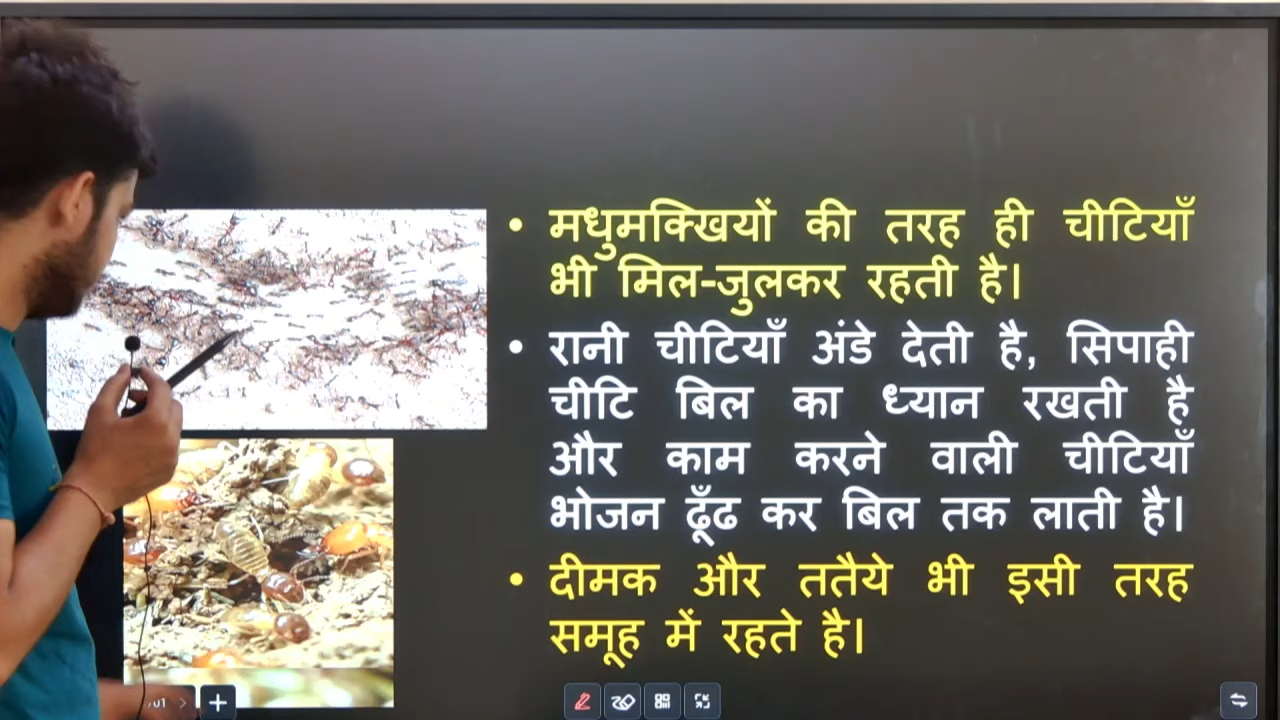 • मधुमक्खियों की तरह ही चीटियाँ
भी मिल-जुलकर रहती है।
• रानी चीटियाँ अंडे देती है, सिपाही
चीटि बिल का ध्यान रखती है
और काम करने वाली चीटियाँ
भोजन ढूँढ कर बिल तक लाती है।
• दीमक और ततैये भी इसी तरह
समूह में रहते है।